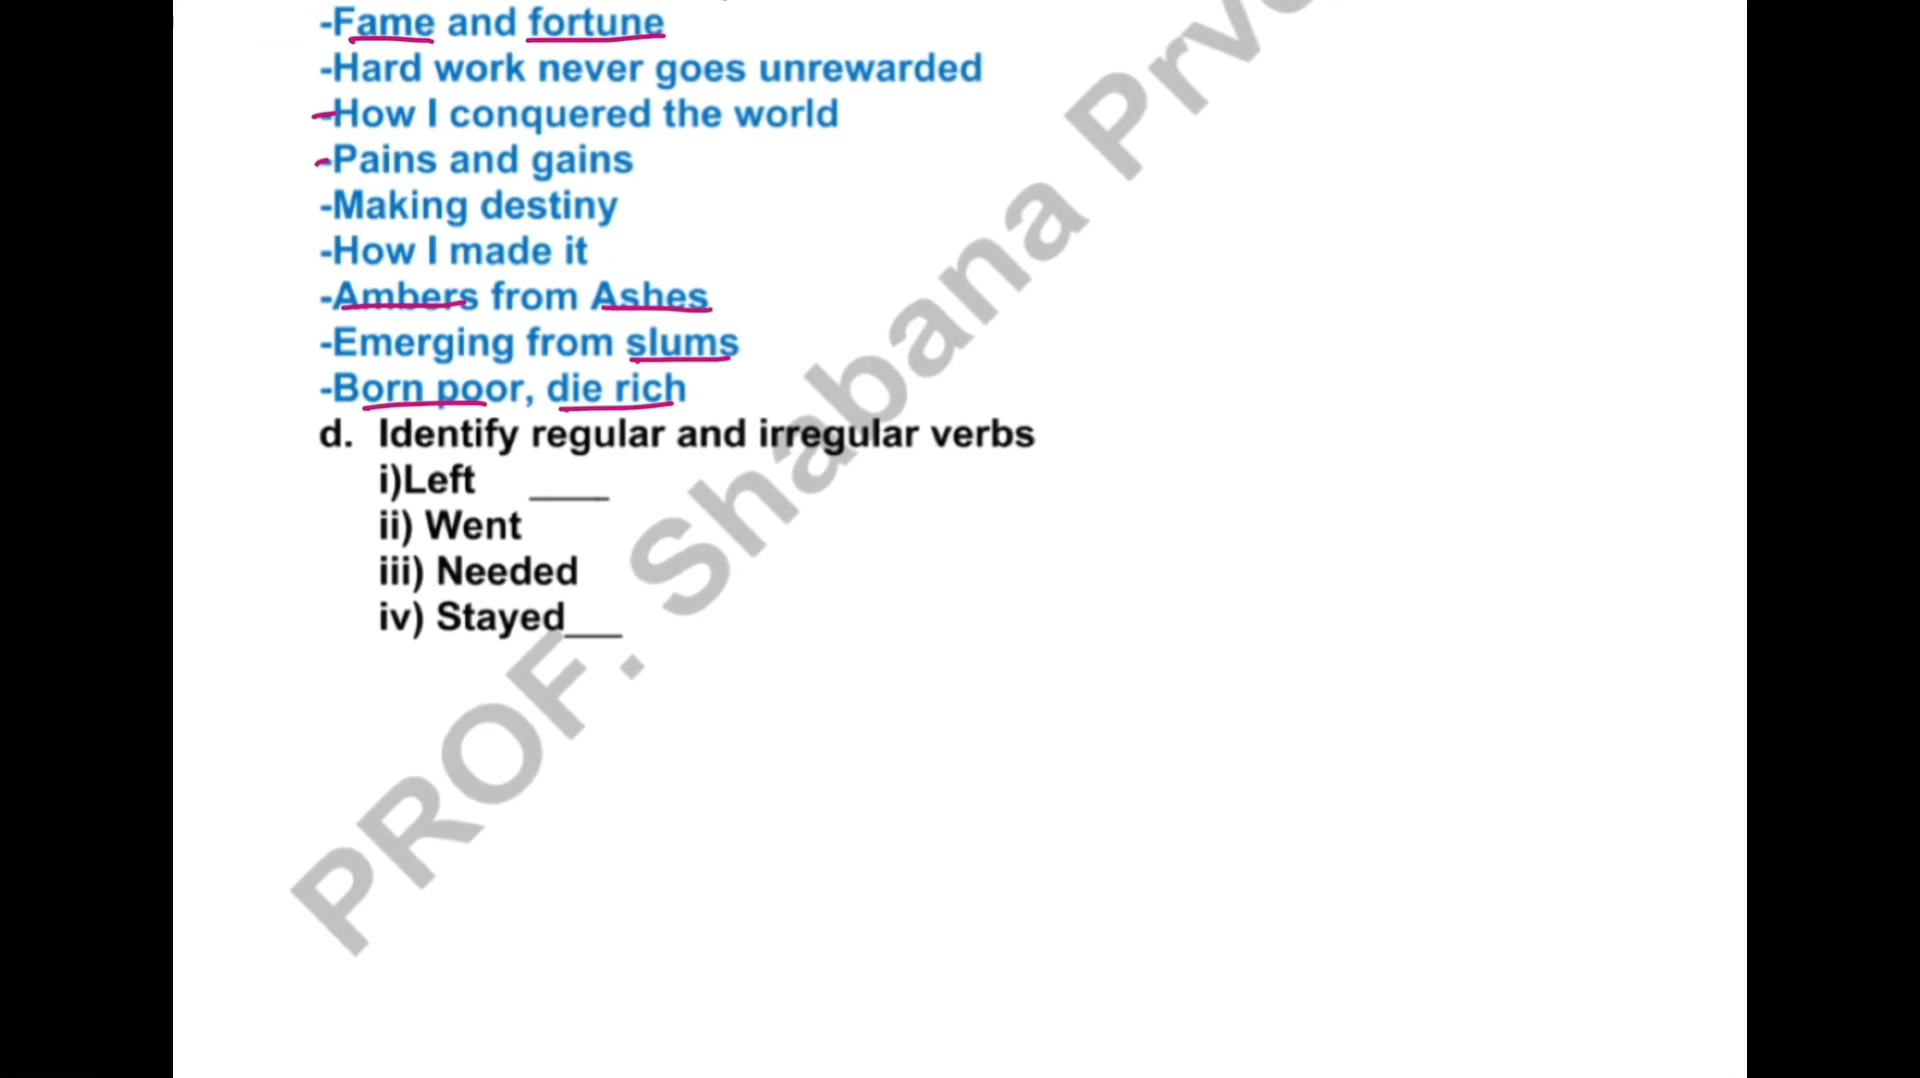 -Fame and fortune
-Hard work never goes unrewarded
-How I conquered the world
-Pains and gains
-Making destiny
-How I made it
-Ambers from Ashes
-Emerging from slums
-Born poor, die rich
d. Identify regular and irregular verbs
i)Left ____
ii) Went
iii) Needed
iv) Stayed___
PROF. Shabana